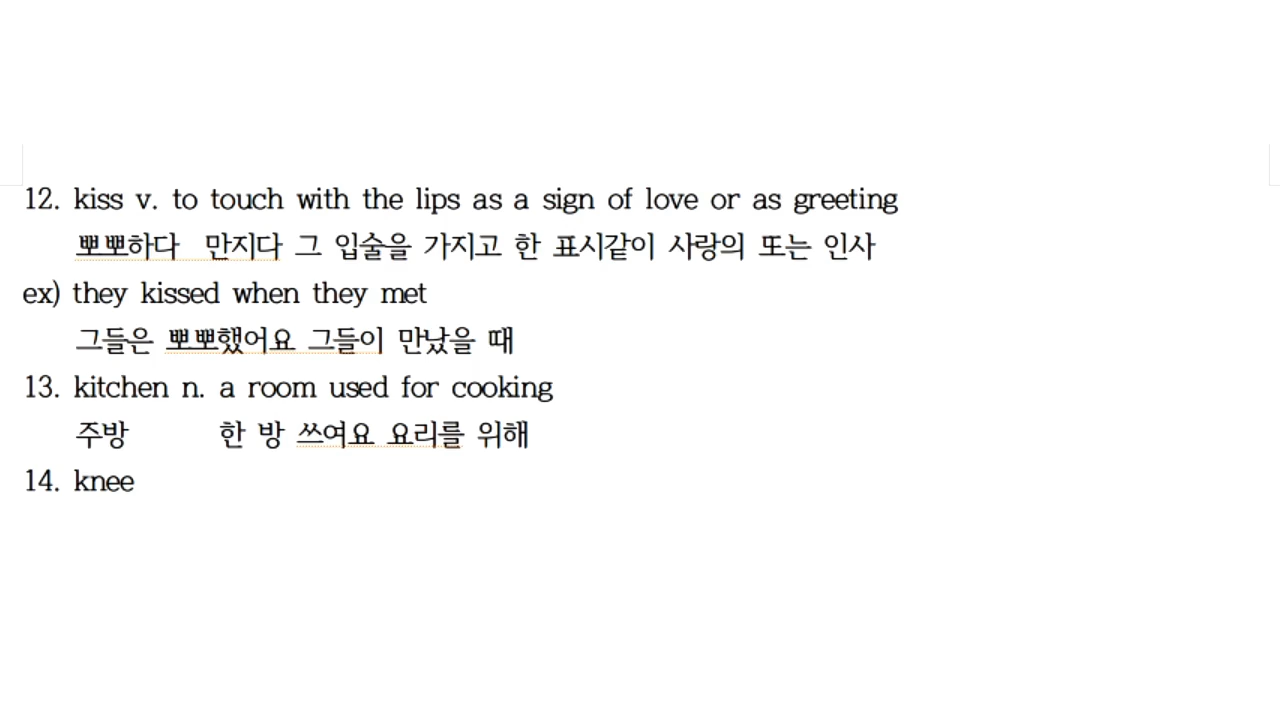 12. kiss v. to touch with the lips as a sign of love or as greeting
뽀뽀하다 만지다 그 입술을 가지고 한 표시같이 사랑의 또는 인사
ex) they kissed when they met
그들은 뽀뽀했어요 그들이 만났을 때
13. kitchen n. a room used for cooking
주방 한 방 쓰여요 요리를 위해
14. knee